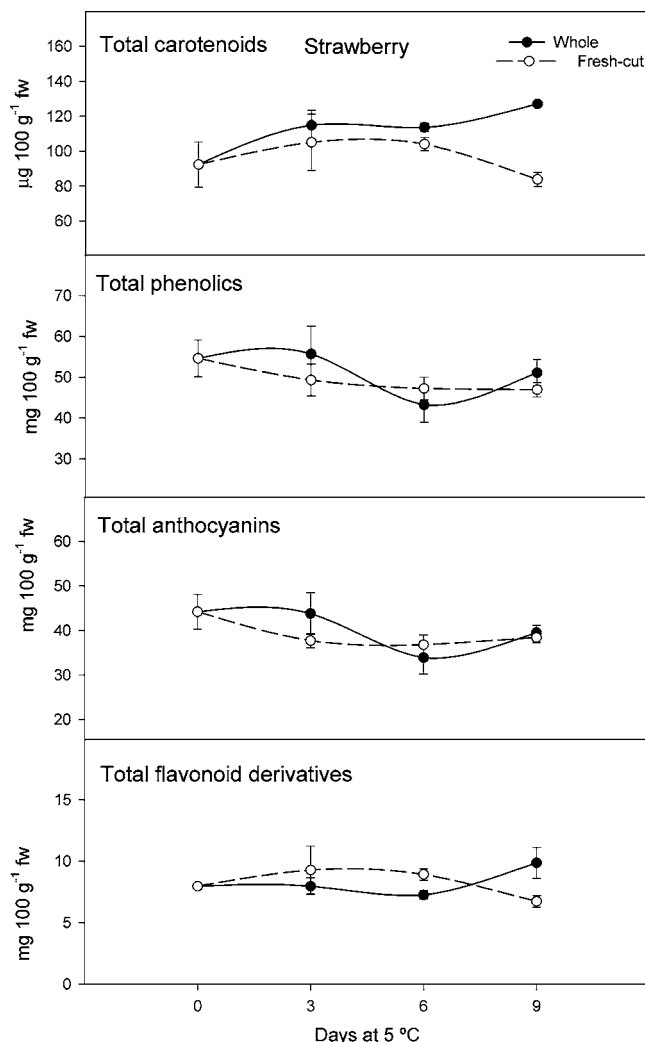 Total carotenoids Strawberry
Whole
Fresh-cut
160
140
120
100
80
60
µg 100 g⁻¹ fw
Total phenolics
70
60
50
40
30
mg 100 g⁻¹ fw
Total anthocyanins
60
50
40
30
20
mg 100 g⁻¹ fw
Total flavonoid derivatives
15
10
5
0
mg 100 g⁻¹ fw
0 3 6 9
Days at 5 ºC